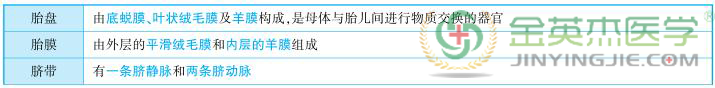 胎盘 由底蜕膜、叶状绒毛膜及羊膜构成,是母体与胎儿间进行物质交换的器官
胎膜 由外层的平滑绒毛膜和内层的羊膜组成
脐带 有一条脐静脉和两条脐动脉
金英杰医学®
JINYINGJIE.COM